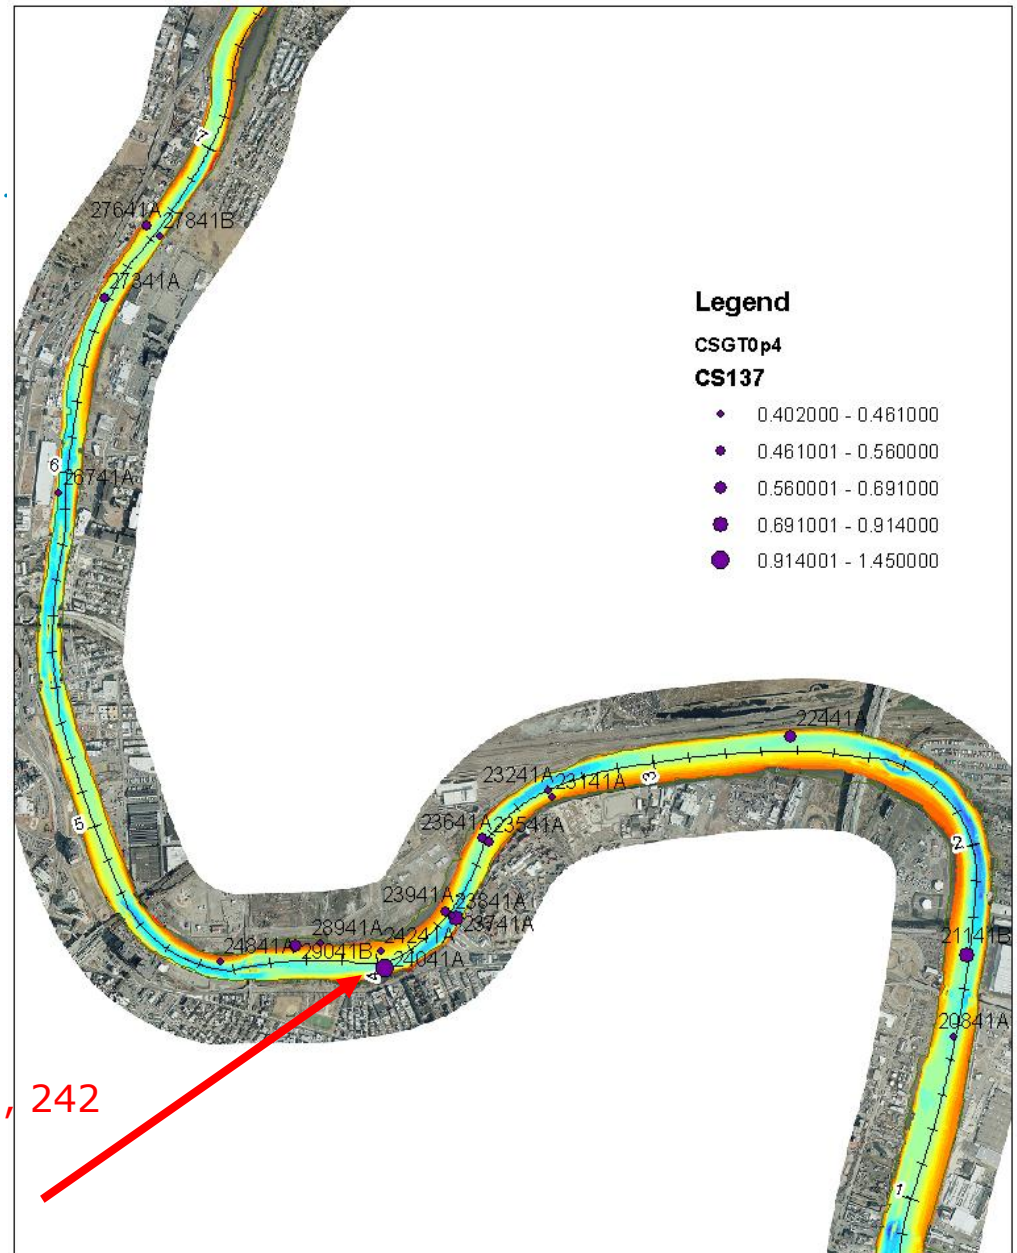 7
27641A
27841B
27341A
Legend
CSGT0p4
CS137
0.402000 - 0.461000
0.461001 - 0.560000
0.560001 - 0.691000
0.691001 - 0.914000
0.914001 - 1.450000
6
26741A
22441A
23241A
23141A
3
5
23641A
23541A
2
23941A
23841A
23741A
28941A
24241A
24841A
29041B
24041A
4
21141B
20841A
, 242
1